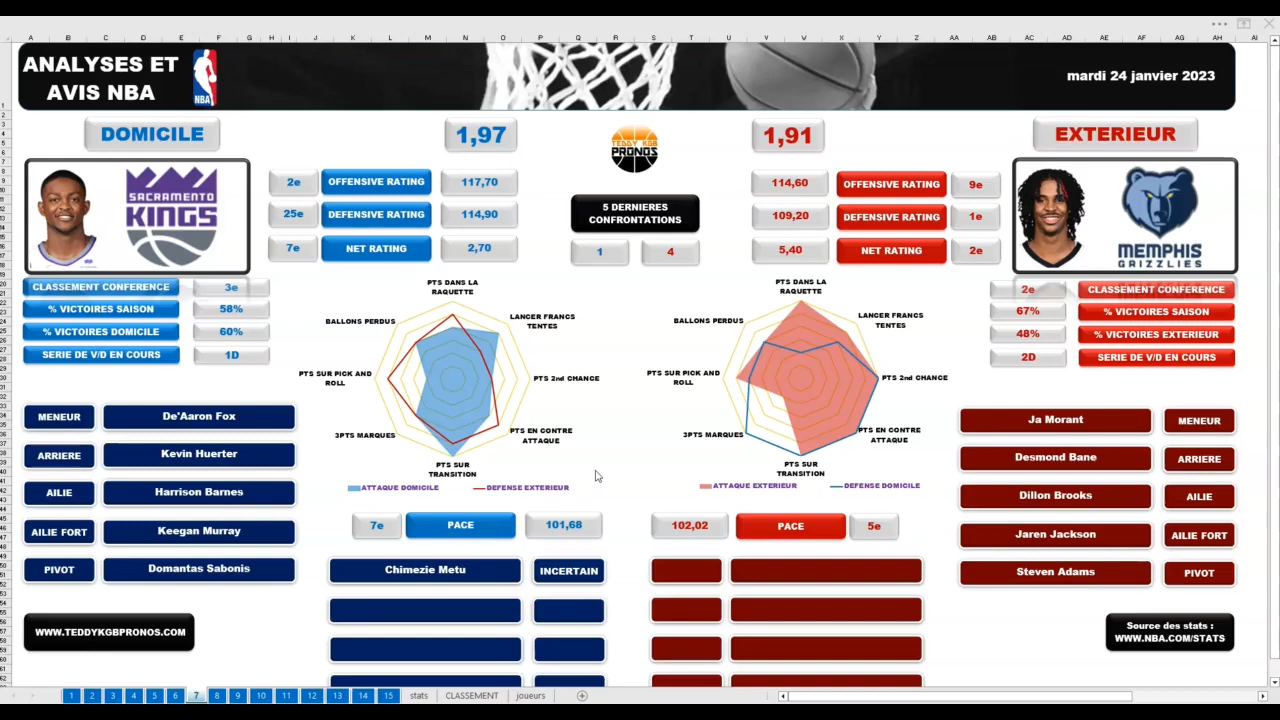 ANALYSES ET
AVIS NBA
NBA
mardi 24 janvier 2023
DOMICILE
1,97
TEDDY KGB
PRONOS
1,91
EXTERIEUR
SACRAMENTO
KINGS
2e
OFFENSIVE RATING
117,70
25e
DEFENSIVE RATING
114,90
7e
NET RATING
2,70
5 DERNIERES
CONFRONTATIONS
1
4
114,60
OFFENSIVE RATING
9e
109,20
DEFENSIVE RATING
1e
5,40
NET RATING
2e
MEMPHIS
GRIZZLIES
CLASSEMENT CONFERENCE
3e
% VICTOIRES SAISON
58%
% VICTOIRES DOMICILE
60%
SERIE DE V/D EN COURS
1D
PTS DANS LA
RAQUETTE
LANCER FRANCS
TENTES
PTS 2nd CHANCE
PTS EN CONTRE
ATTAQUE
PTS SUR
TRANSITION
3PTS MARQUES
PTS SUR PICK AND
ROLL
BALLONS PERDUS
ATTAQUE DOMICILE
DEFENSE EXTERIEUR
PTS DANS LA
RAQUETTE
LANCER FRANCS
TENTES
PTS 2nd CHANCE
PTS EN CONTRE
ATTAQUE
PTS SUR
TRANSITION
3PTS MARQUES
PTS SUR PICK AND
ROLL
BALLONS PERDUS
ATTAQUE EXTERIEUR
DEFENSE DOMICILE
2e
CLASSEMENT CONFERENCE
67%
% VICTOIRES SAISON
48%
% VICTOIRES EXTERIEUR
2D
SERIE DE V/D EN COURS
MENEUR
De'Aaron Fox
ARRIERE
Kevin Huerter
AILIE
Harrison Barnes
AILIE FORT
Keegan Murray
PIVOT
Domantas Sabonis
7e
PACE
101,68
102,02
PACE
5e
Chimezie Metu
INCERTAIN
Ja Morant
MENEUR
Desmond Bane
ARRIERE
Dillon Brooks
AILIE
Jaren Jackson
AILIE FORT
Steven Adams
PIVOT
WWW.TEDDYKGBPRONOS.COM
Source des stats :
WWW.NBA.COM/STATS
1 2 3 4 5 6 7 8 9 10 11 12 13 14 15 stats CLASSEMENT joueurs